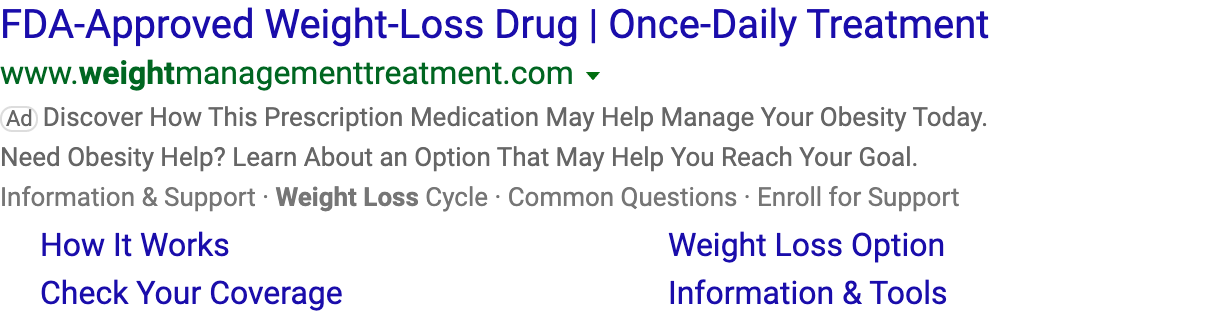 FDA-Approved Weight-Loss Drug | Once-Daily Treatment
www.weightmanagementtreatment.com
Ad Discover How This Prescription Medication May Help Manage Your Obesity Today.
Need Obesity Help? Learn About an Option That May Help You Reach Your Goal.
Information & Support · Weight Loss Cycle · Common Questions · Enroll for Support
How It Works Weight Loss Option
Check Your Coverage Information & Tools